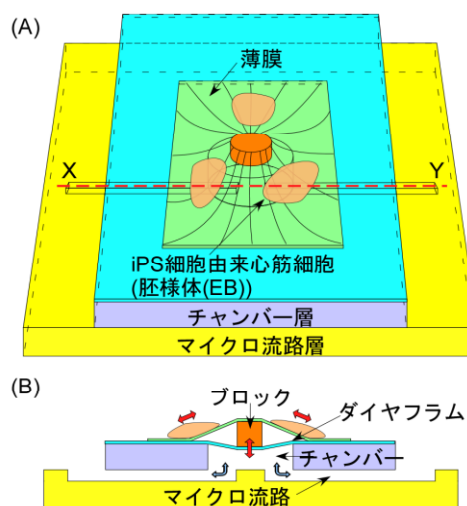 (A)
薄膜
X
Y
iPS細胞由来心筋細胞
(胚様体(EB))
チャンバー層
マイクロ流路層
(B)
ブロック
ダイヤフラム
チャンバー
マイクロ流路